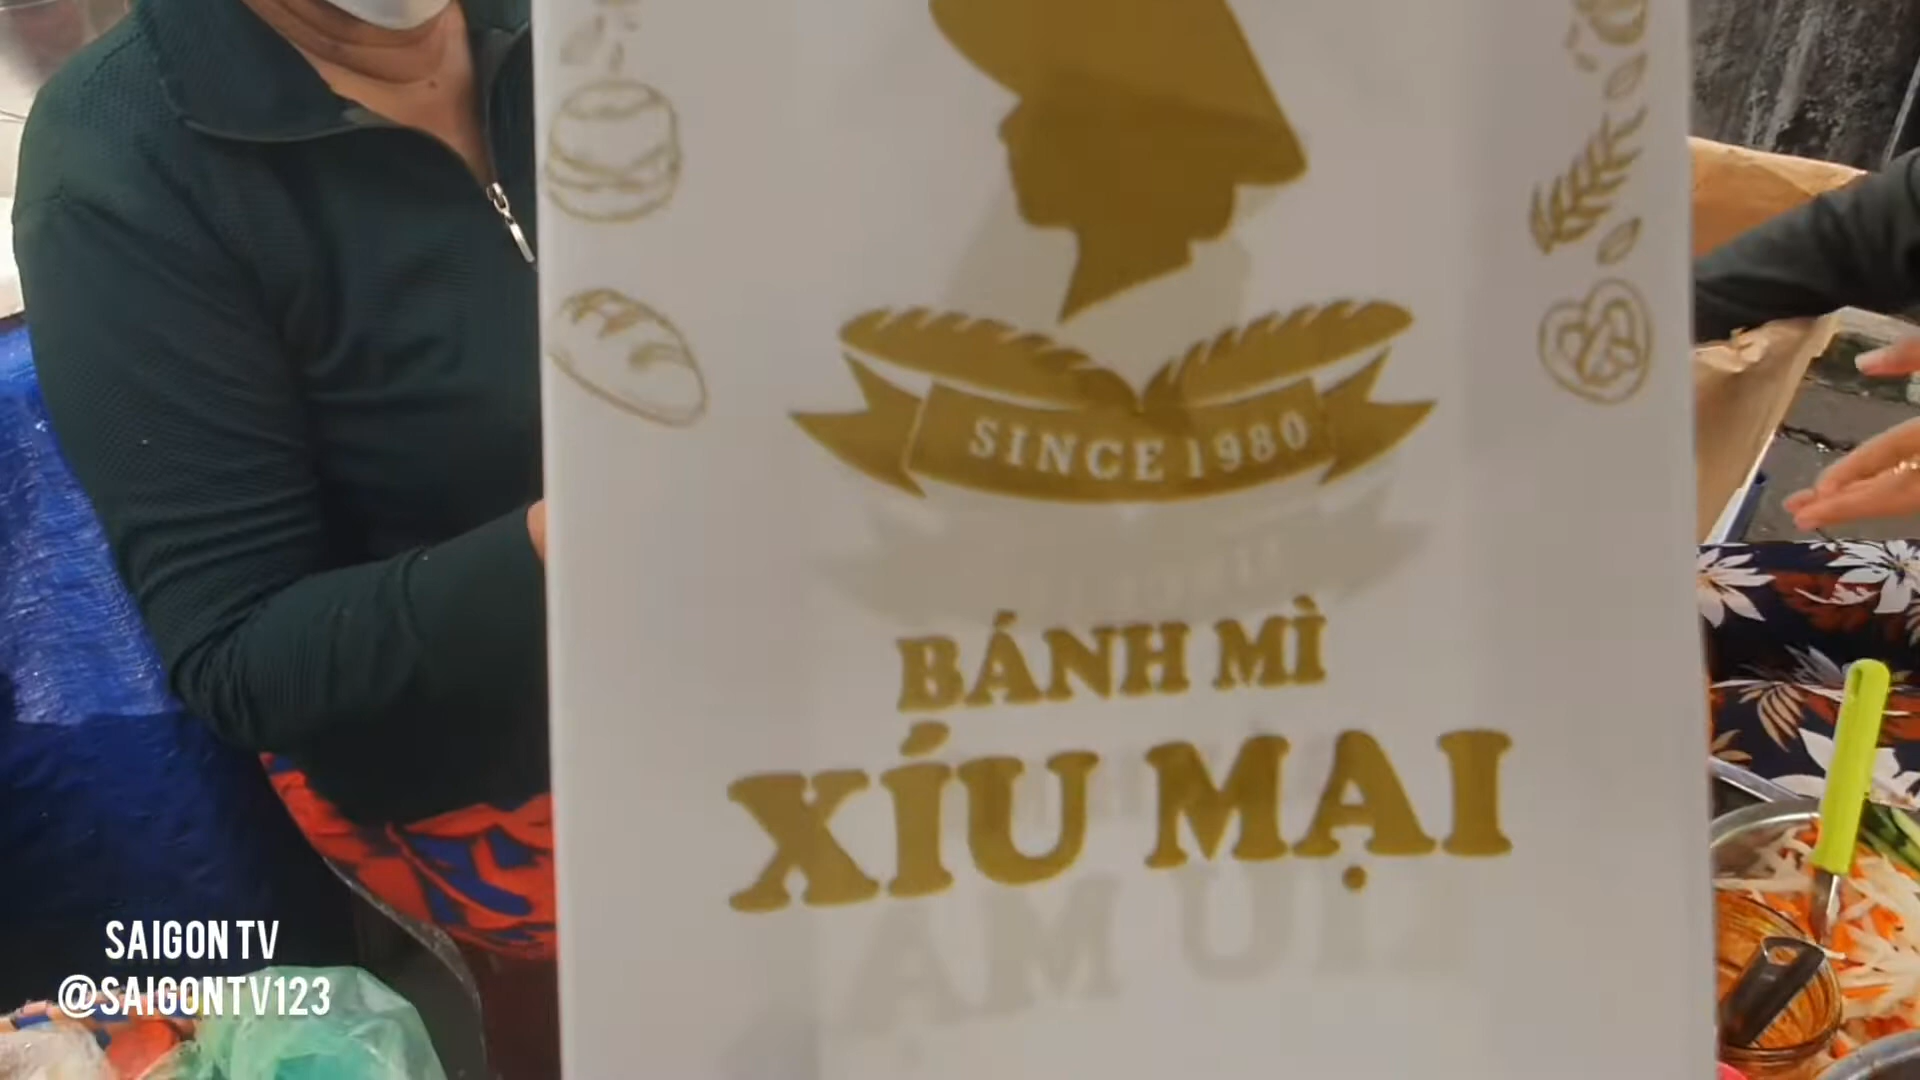 SINCE 1980
BÁNH MÌ
XÍU MẠI
SAIGON TV
@SAIGONTV123